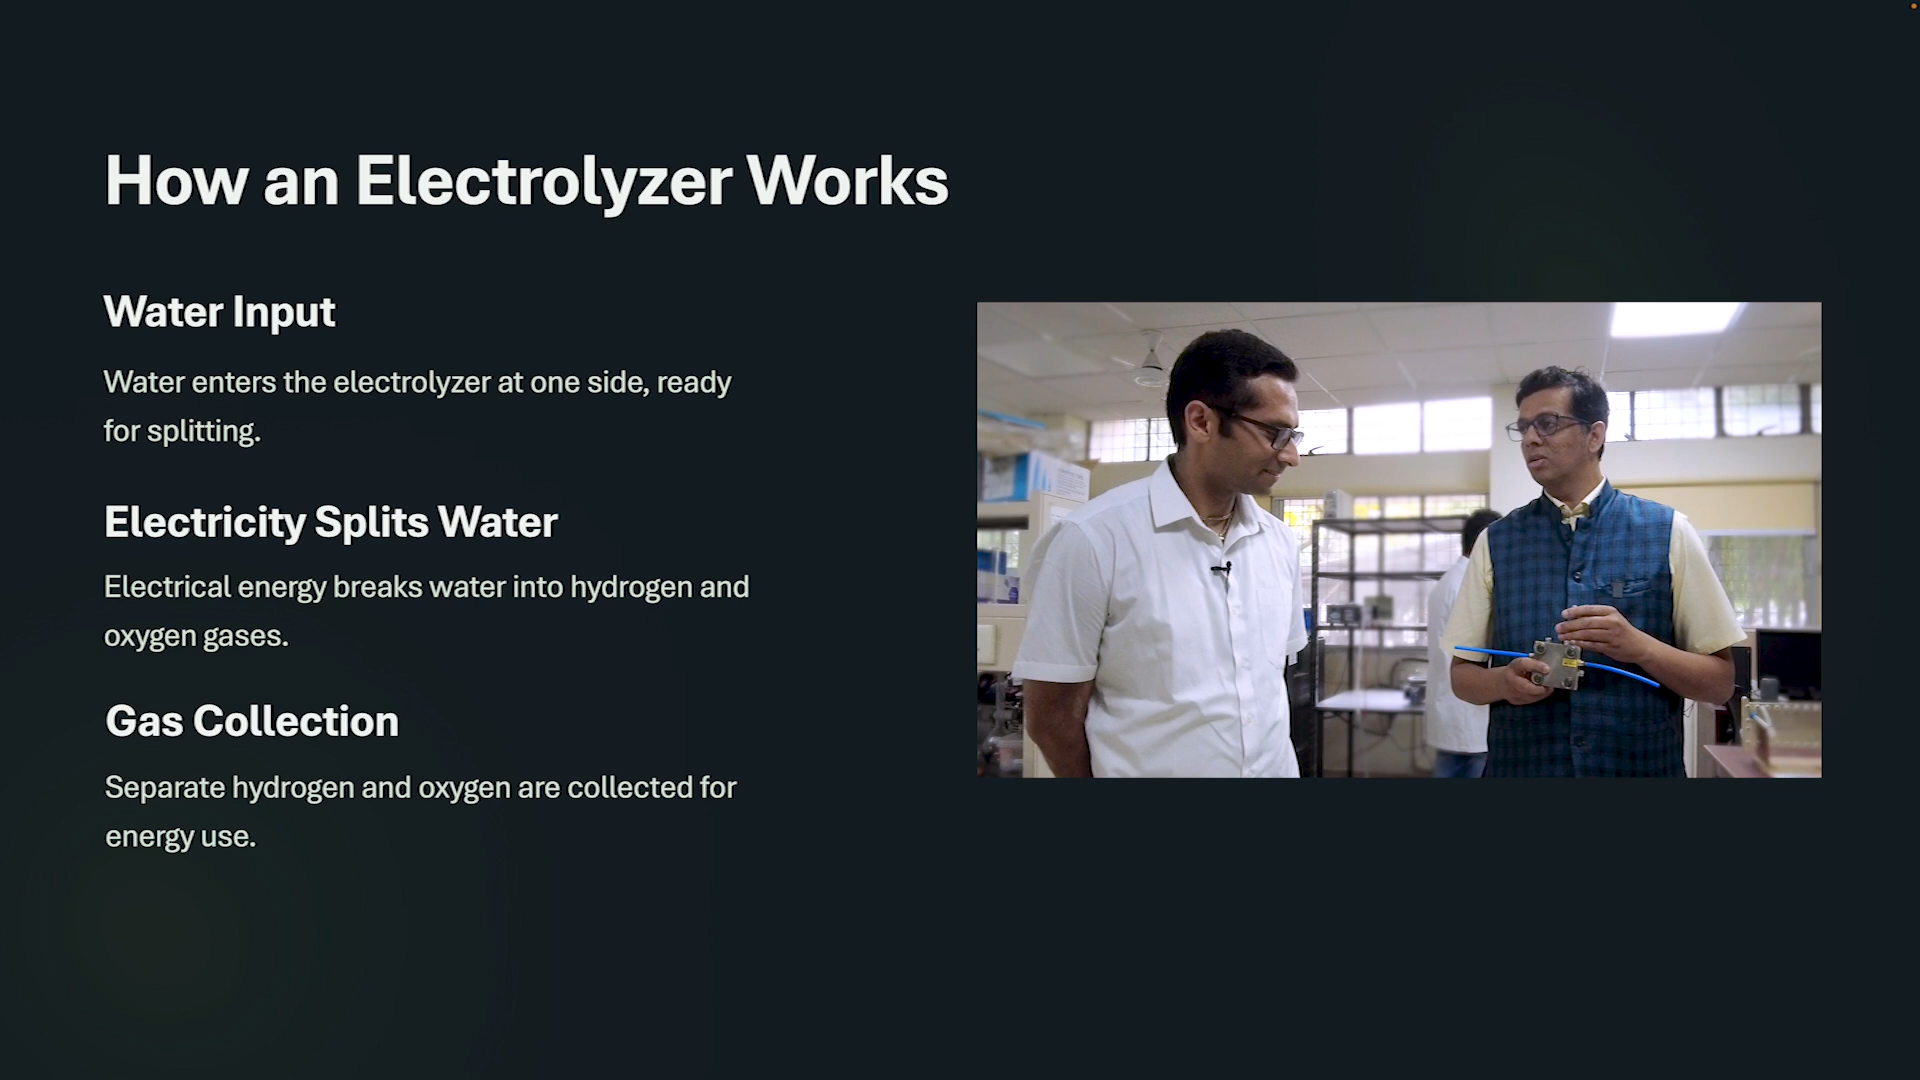 How an Electrolyzer Works
Water Input
Water enters the electrolyzer at one side, ready
for splitting.
Electricity Splits Water
Electrical energy breaks water into hydrogen and
oxygen gases.
Gas Collection
Separate hydrogen and oxygen are collected for
energy use.